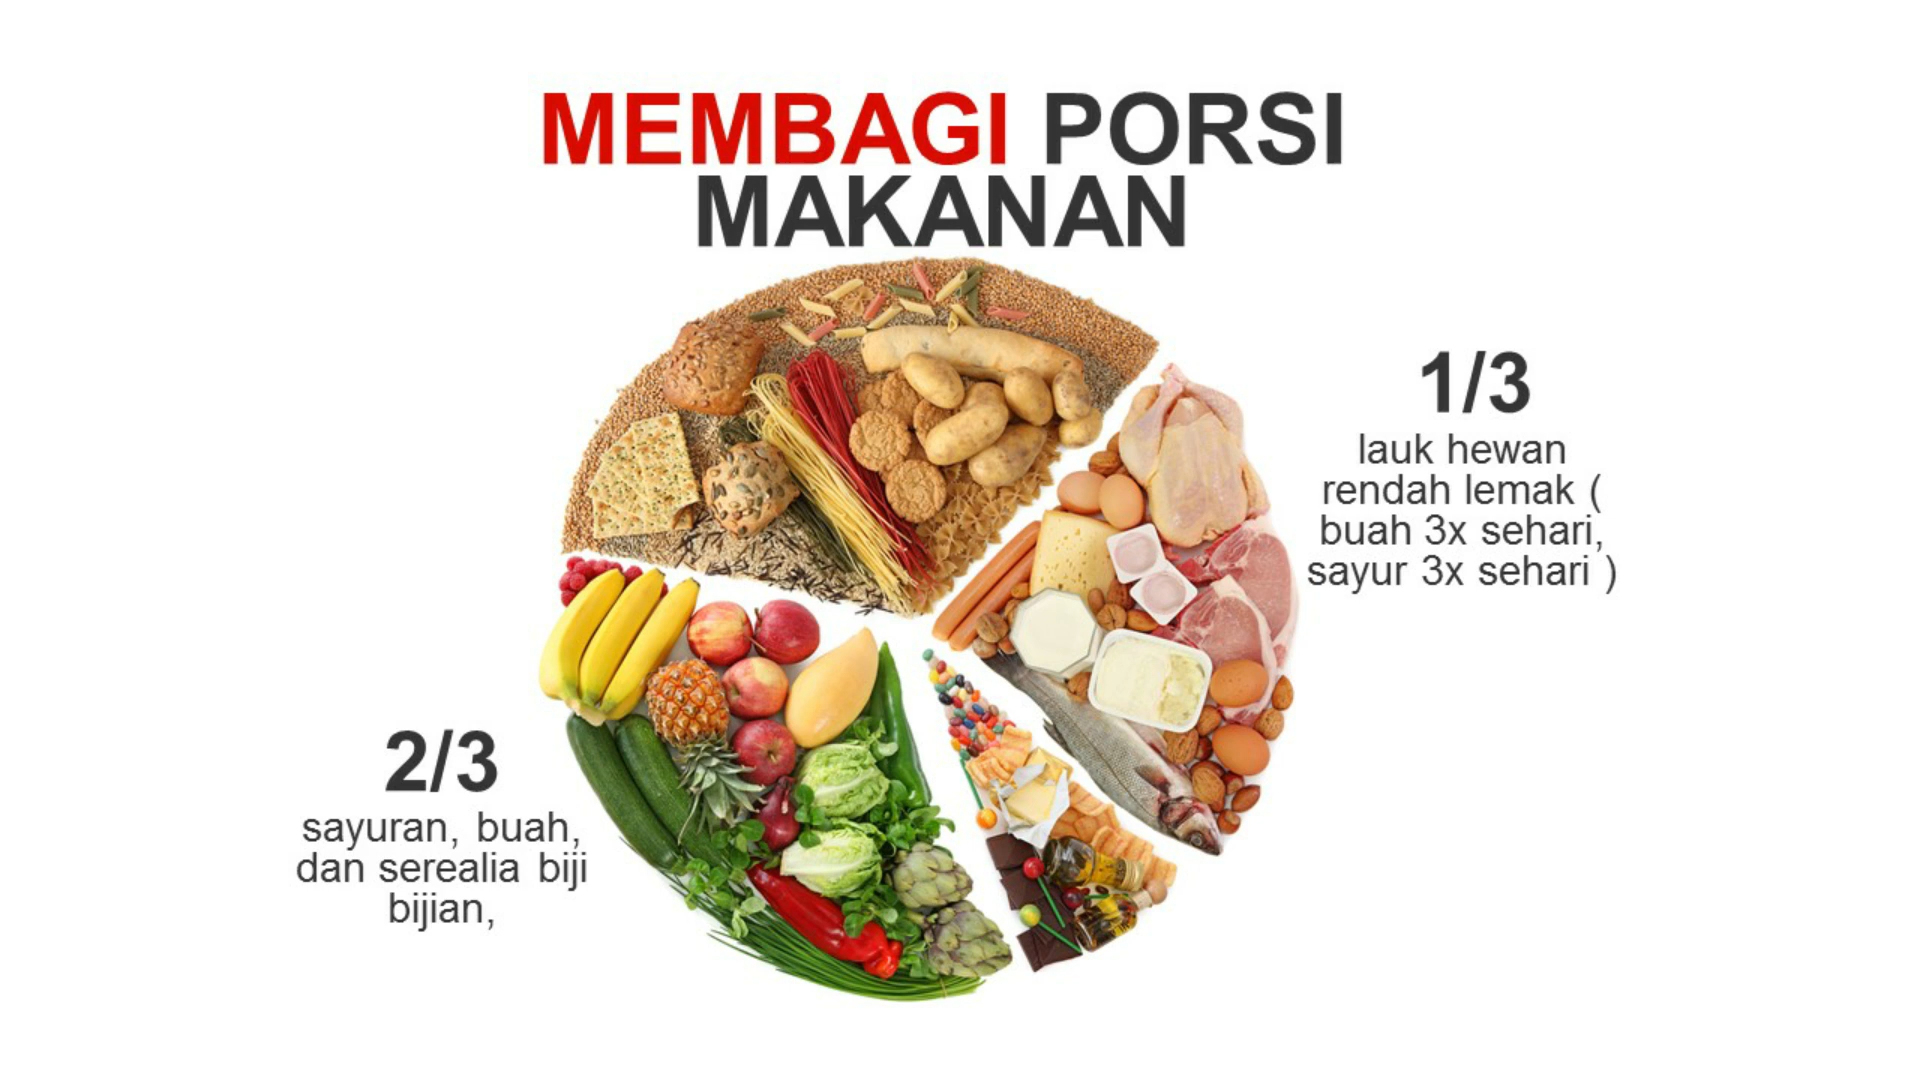 MEMBAGI PORSI
MAKANAN
1/3
lauk hewan
rendah lemak (
buah 3x sehari,
sayur 3x sehari )
2/3
sayuran, buah,
dan serealia biji
bijian,